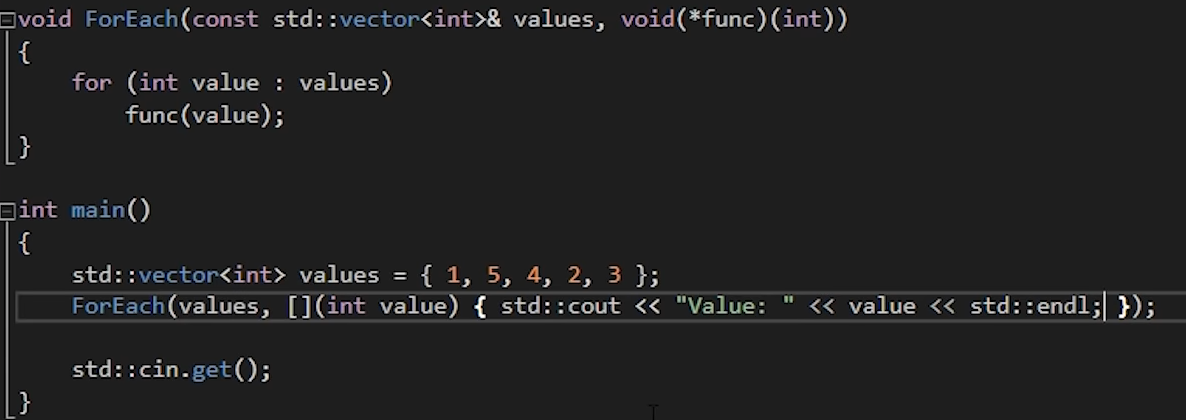 void ForEach(const std::vector<int>& values, void(*func)(int))
{
    for (int value : values)
        func(value);
}

int main()
{
    std::vector<int> values = { 1, 5, 4, 2, 3 };
    ForEach(values, [](int value) { std::cout << "Value: " << value << std::endl; });

    std::cin.get();
}